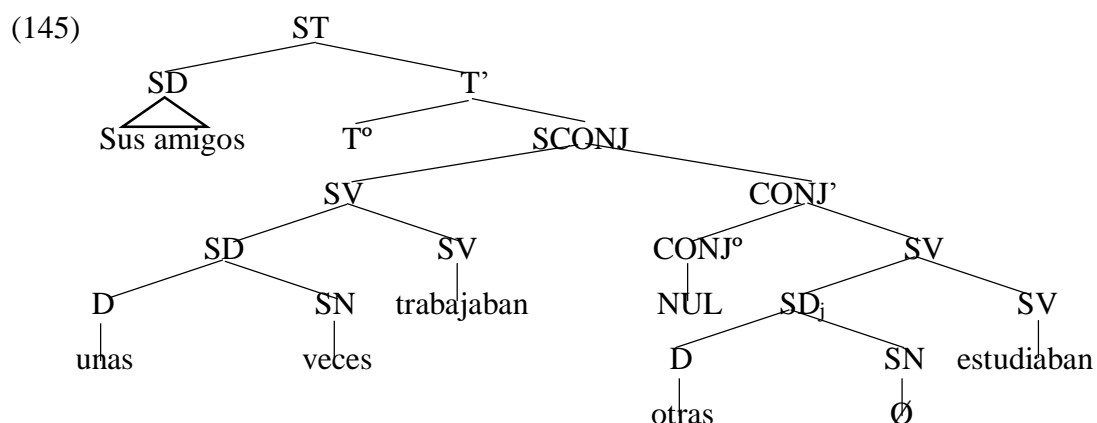 (145) ST
SD T’
Sus amigos Tº SCONJ
SV CONJ’
SD SV CONJº SV
D SN trabajaban NUL SDj SV
unas veces D SN estudiaban
otras Ø